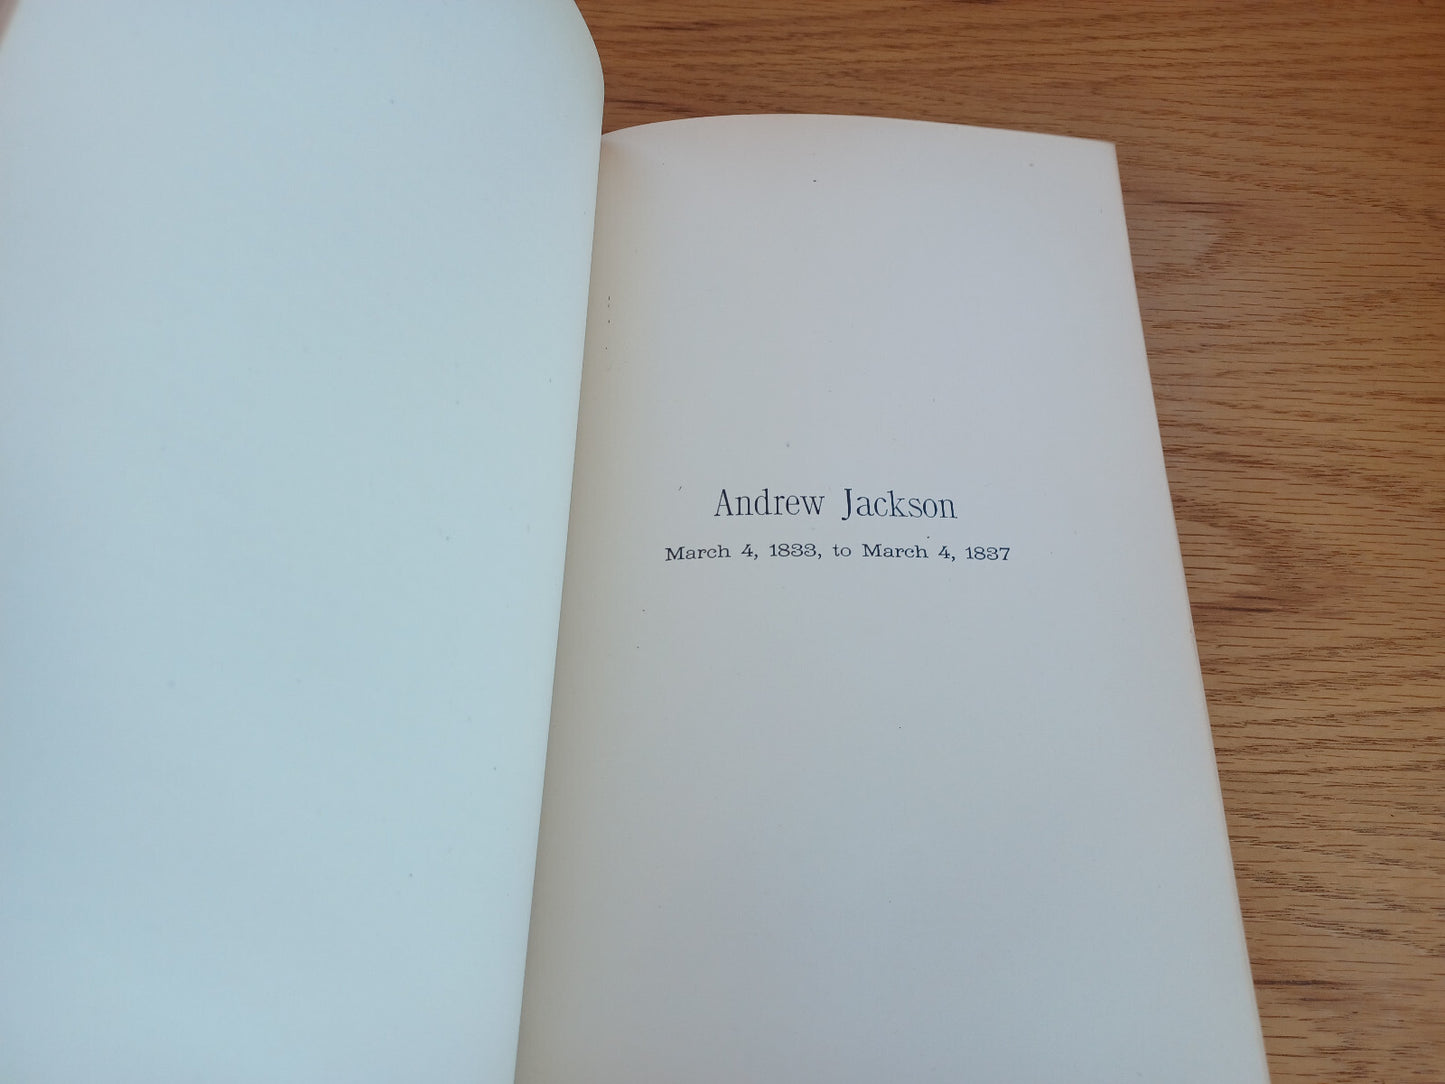 Andrew Jackson
March 4, 1833, to March 4, 1837